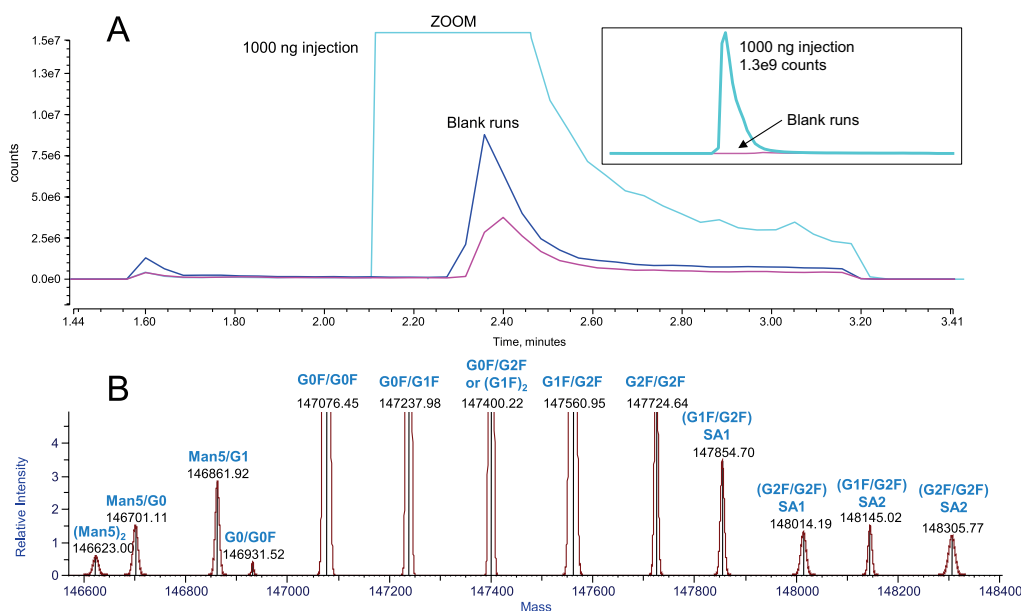 A
ZOOM
1000 ng injection
1.5e7
1.3e7
1.0e7
7.5e6
5.0e6
2.5e6
0.0e0
counts
Blank runs
1000 ng injection
1.3e9 counts
Blank runs
1.44 1.60 1.80 2.00 2.20 2.40 2.60 2.80 3.00 3.20 3.41
Time, minutes
B
Relative Intensity
4
3
2
1
0
(Man5)2
146623.00
Man5/G0
146701.11
Man5/G1
146861.92
G0/G0F
146931.52
G0F/G0F
147076.45
G0F/G1F
147237.98
G0F/G2F
or (G1F)2
147400.22
G1F/G2F
147560.95
G2F/G2F
147724.64
(G1F/G2F)
SA1
147854.70
(G2F/G2F)
SA1
148014.19
(G1F/G2F)
SA2
148145.02
(G2F/G2F)
SA2
148305.77
146600 146800 147000 147200 147400 147600 147800 148000 148200 148400
Mass